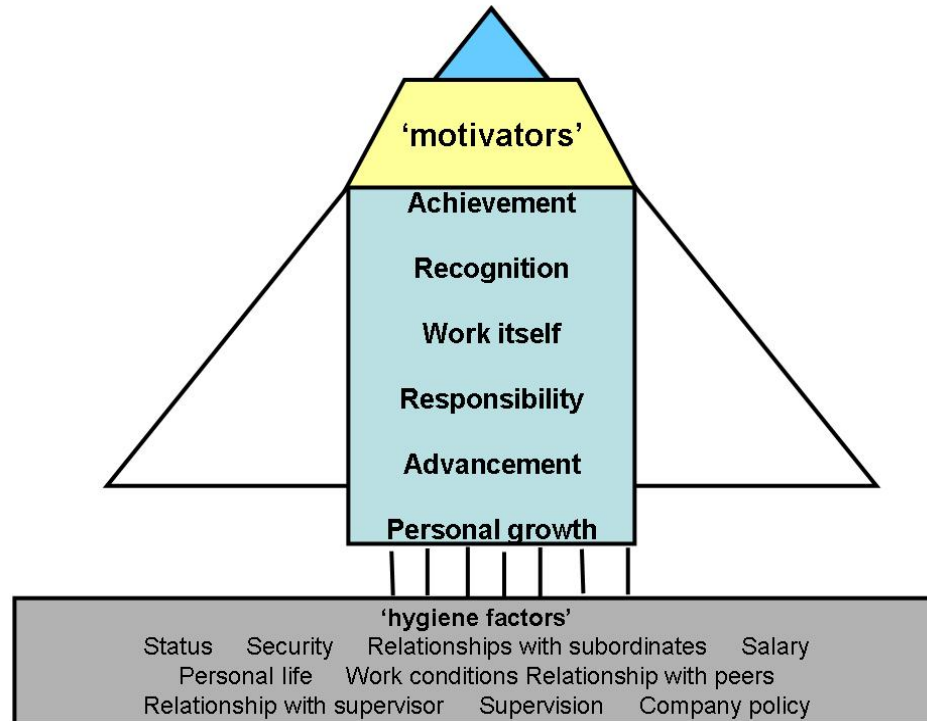 ‘motivators’
Achievement
Recognition
Work itself
Responsibility
Advancement
Personal growth
‘hygiene factors’
Status Security Relationships with subordinates Salary
Personal life Work conditions Relationship with peers
Relationship with supervisor Supervision Company policy